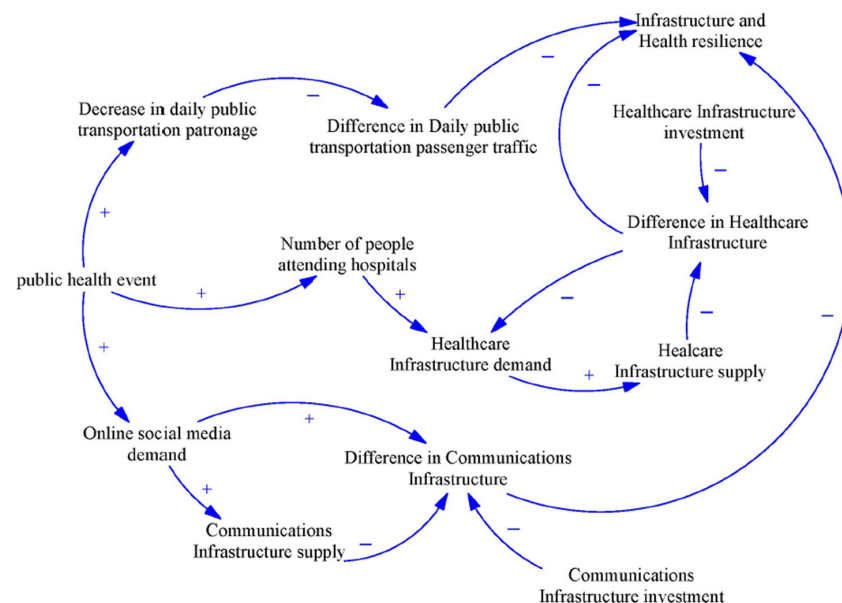 Infrastructure and
Health resilience
−
−
−
Decrease in daily public
transportation patronage
Difference in Daily public
transportation passenger traffic
Healthcare Infrastructure
investment
−
+
Number of people
attending hospitals
Difference in Healthcare
Infrastructure
public health event
+
+
−
−
−
+
Healthcare
Infrastructure demand
+
Healcare
Infrastructure supply
Online social media
demand
+
Difference in Communications
Infrastructure
+
Communications
Infrastructure supply
−
−
Communications
Infrastructure investment